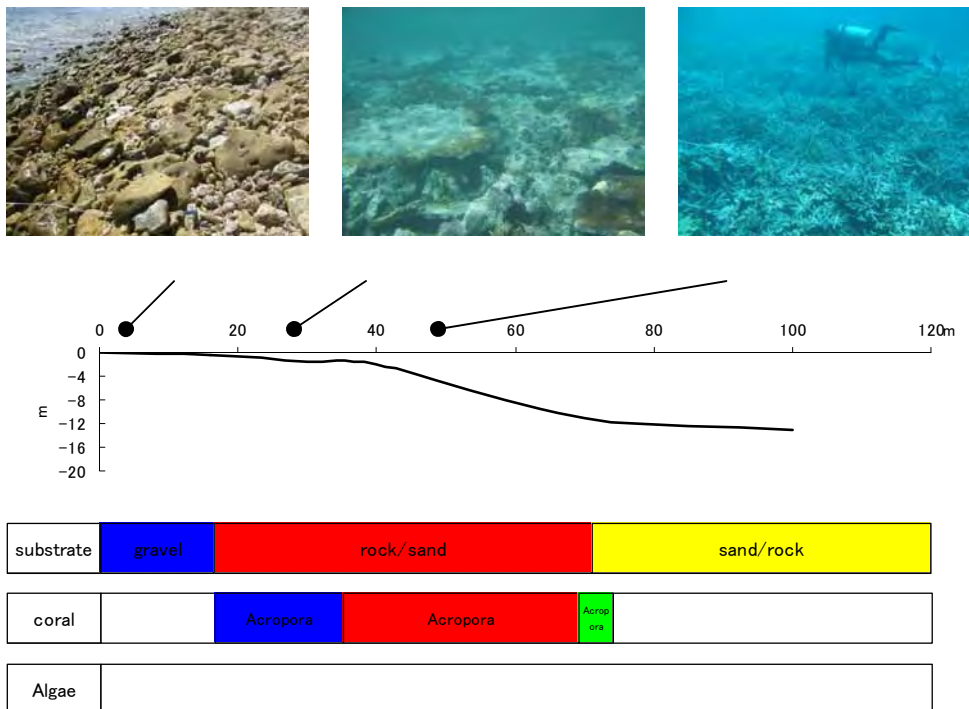 0 20 40 60 80 100 120m
0
-4
-8
-12
-16
-20
m
substrate gravel rock/sand sand/rock
coral Acropora Acropora Acrop
ora
Algae